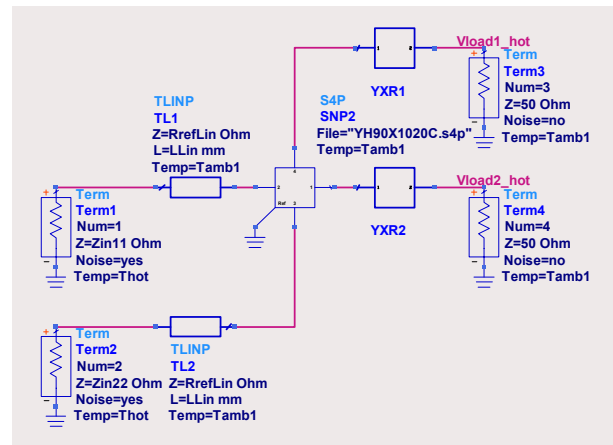 Vload1_hot
+
1
2
YXR1
-
Term
Term3
Num=3
Z=50 Ohm
Noise=no
Temp=Tamb1
TLINP
TL1
Z=RrefLin Ohm
L=LLin mm
Temp=Tamb1
S4P
SNP2
File="YH90X1020C.s4p"
Temp=Tamb1
4
2
1
Ref
3
Vload2_hot
+
1
2
YXR2
-
Term
Term4
Num=4
Z=50 Ohm
Noise=no
Temp=Tamb1
+
-
Term
Term1
Num=1
Z=Zin11 Ohm
Noise=yes
Temp=Thot
+
-
Term
Term2
Num=2
Z=Zin22 Ohm
Noise=yes
Temp=Thot
TLINP
TL2
Z=RrefLin Ohm
L=LLin mm
Temp=Tamb1